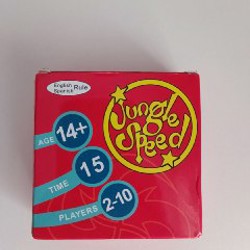 English
Spanish Rule
Jungle
Speed
AGE 14+
TIME 15
PLAYERS 2-10